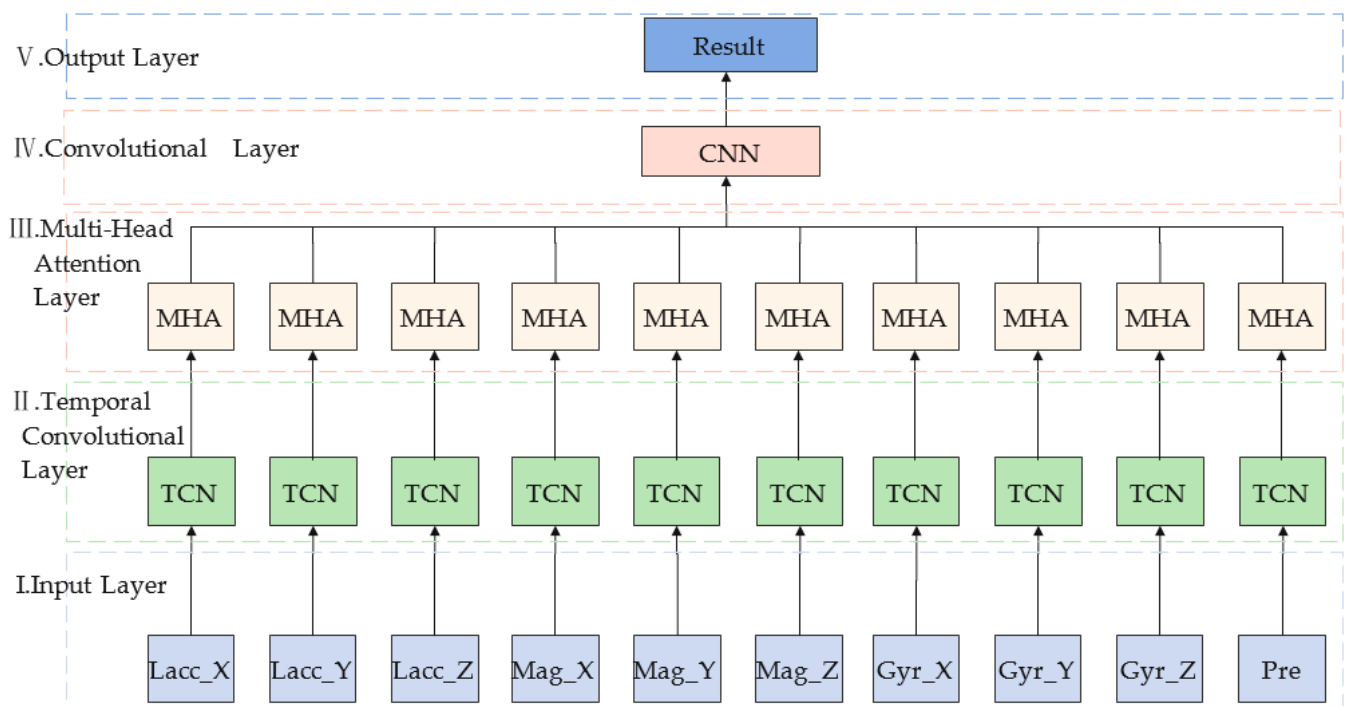 Ⅴ.Output Layer
Result
Ⅳ.Convolutional Layer
CNN
Ⅲ.Multi-Head
Attention
Layer
MHA MHA MHA MHA MHA MHA MHA MHA MHA MHA
Ⅱ.Temporal
Convolutional
Layer
TCN TCN TCN TCN TCN TCN TCN TCN TCN TCN
I.Input Layer
Lacc_X Lacc_Y Lacc_Z Mag_X Mag_Y Mag_Z Gyr_X Gyr_Y Gyr_Z Pre